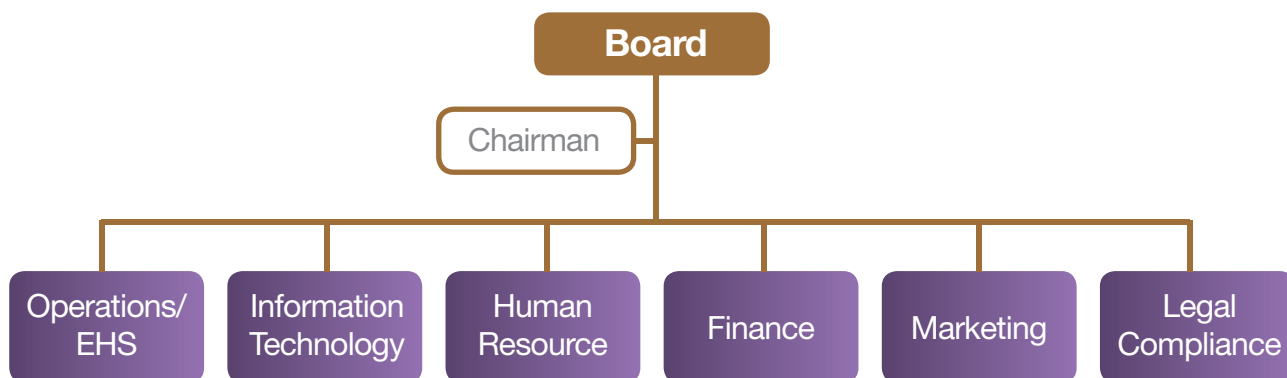 Board
Chairman
Operations/
EHS
Information
Technology
Human
Resource
Finance
Marketing
Legal
Compliance